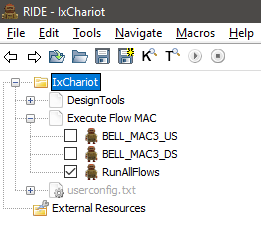 RIDE - IxChariot
File Edit Tools Navigate Macros Help
IxChariot
DesignTools
Execute Flow MAC
BELL_MAC3_US
BELL_MAC3_DS
RunAllFlows
userconfig.txt
External Resources